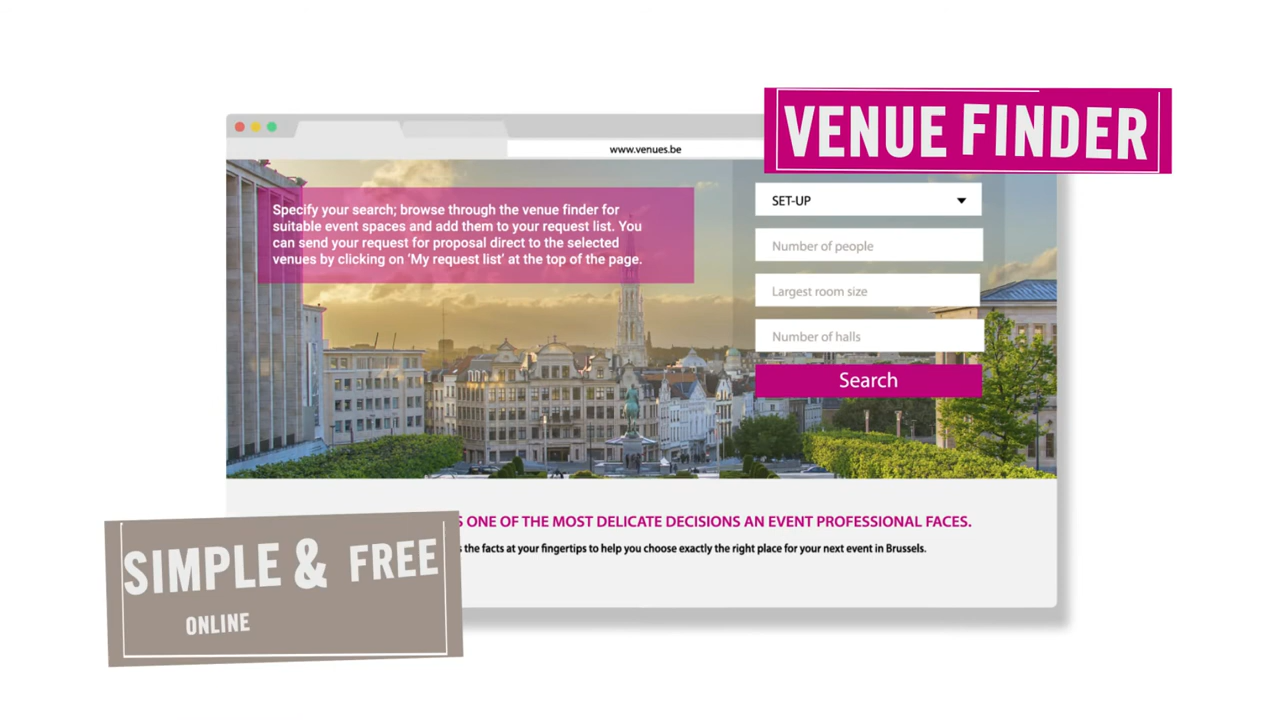 VENUE FINDER
www.venues.be
Specify your search; browse through the venue finder for
suitable event spaces and add them to your request list. You
can send your request for proposal direct to the selected
venues by clicking on 'My request list' at the top of the page.
SET-UP
Number of people
Largest room size
Number of halls
Search
ONE OF THE MOST DELICATE DECISIONS AN EVENT PROFESSIONAL FACES.
the facts at your fingertips to help you choose exactly the right place for your next event in Brussels.
SIMPLE & FREE
ONLINE